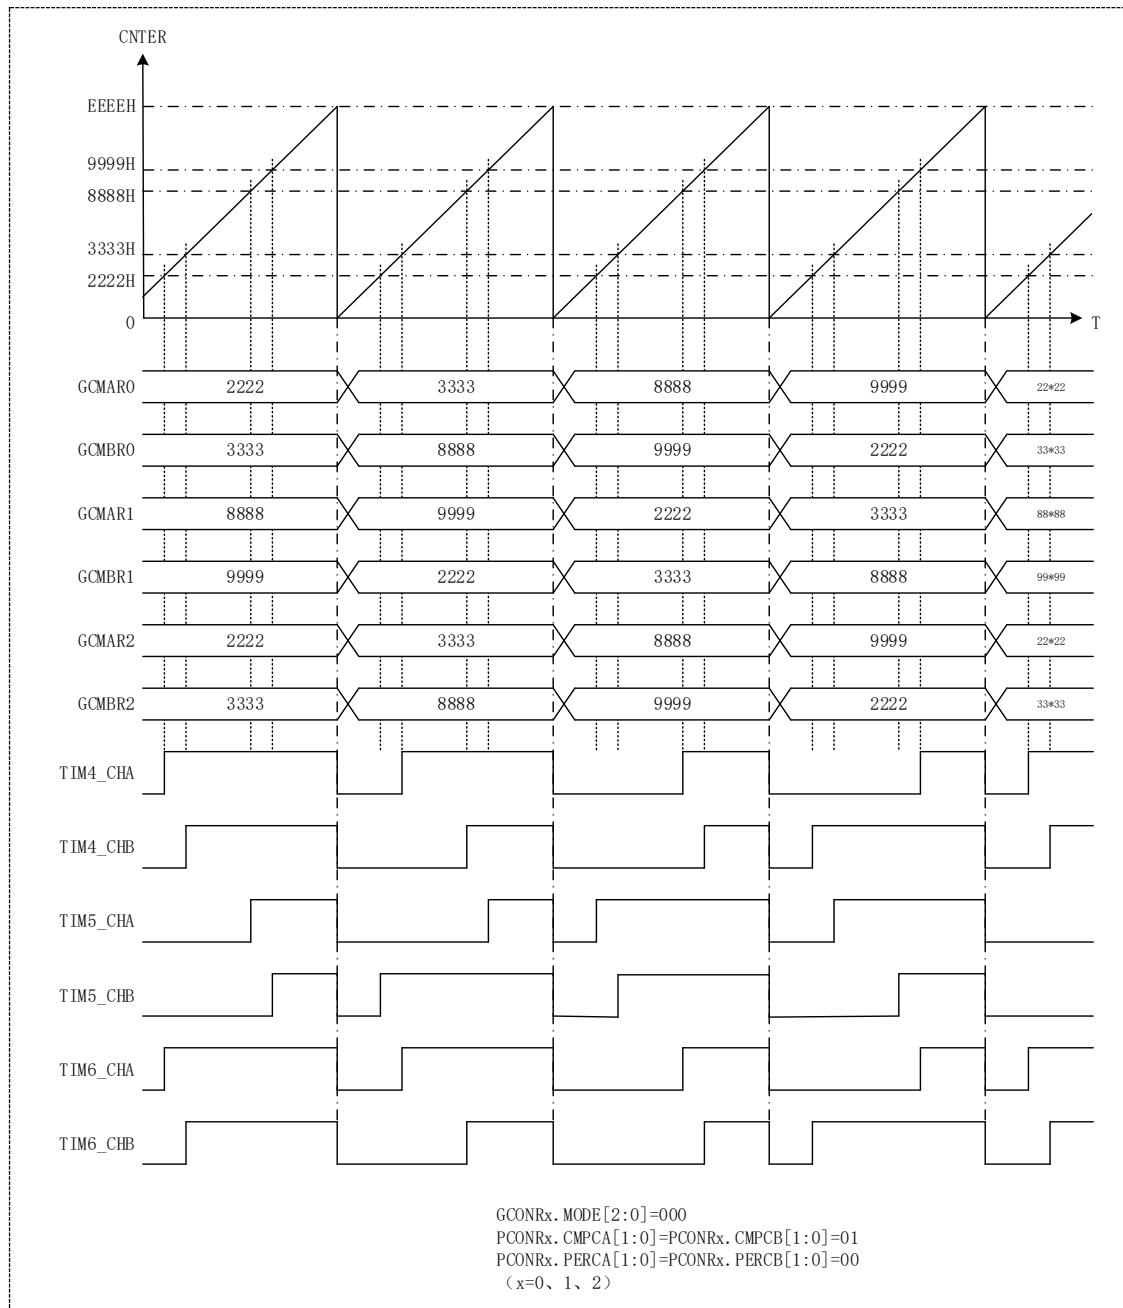 CNTER
EEEEH
9999H
8888H
3333H
2222H
0
T
GCMAR0 2222 3333 8888 9999 22*22
GCMBR0 3333 8888 9999 2222 33*33
GCMAR1 8888 9999 2222 3333 88*88
GCMBR1 9999 2222 3333 8888 99*99
GCMAR2 2222 3333 8888 9999 22*22
GCMBR2 3333 8888 9999 2222 33*33
TIM4_CHA
TIM4_CHB
TIM5_CHA
TIM5_CHB
TIM6_CHA
TIM6_CHB
GCONRx.MODE[2:0]=000
PCONRx.CMPCA[1:0]=PCONRx.CMPCB[1:0]=01
PCONRx.PERCA[1:0]=PCONRx.PERCB[1:0]=00
（x=0、1、2）